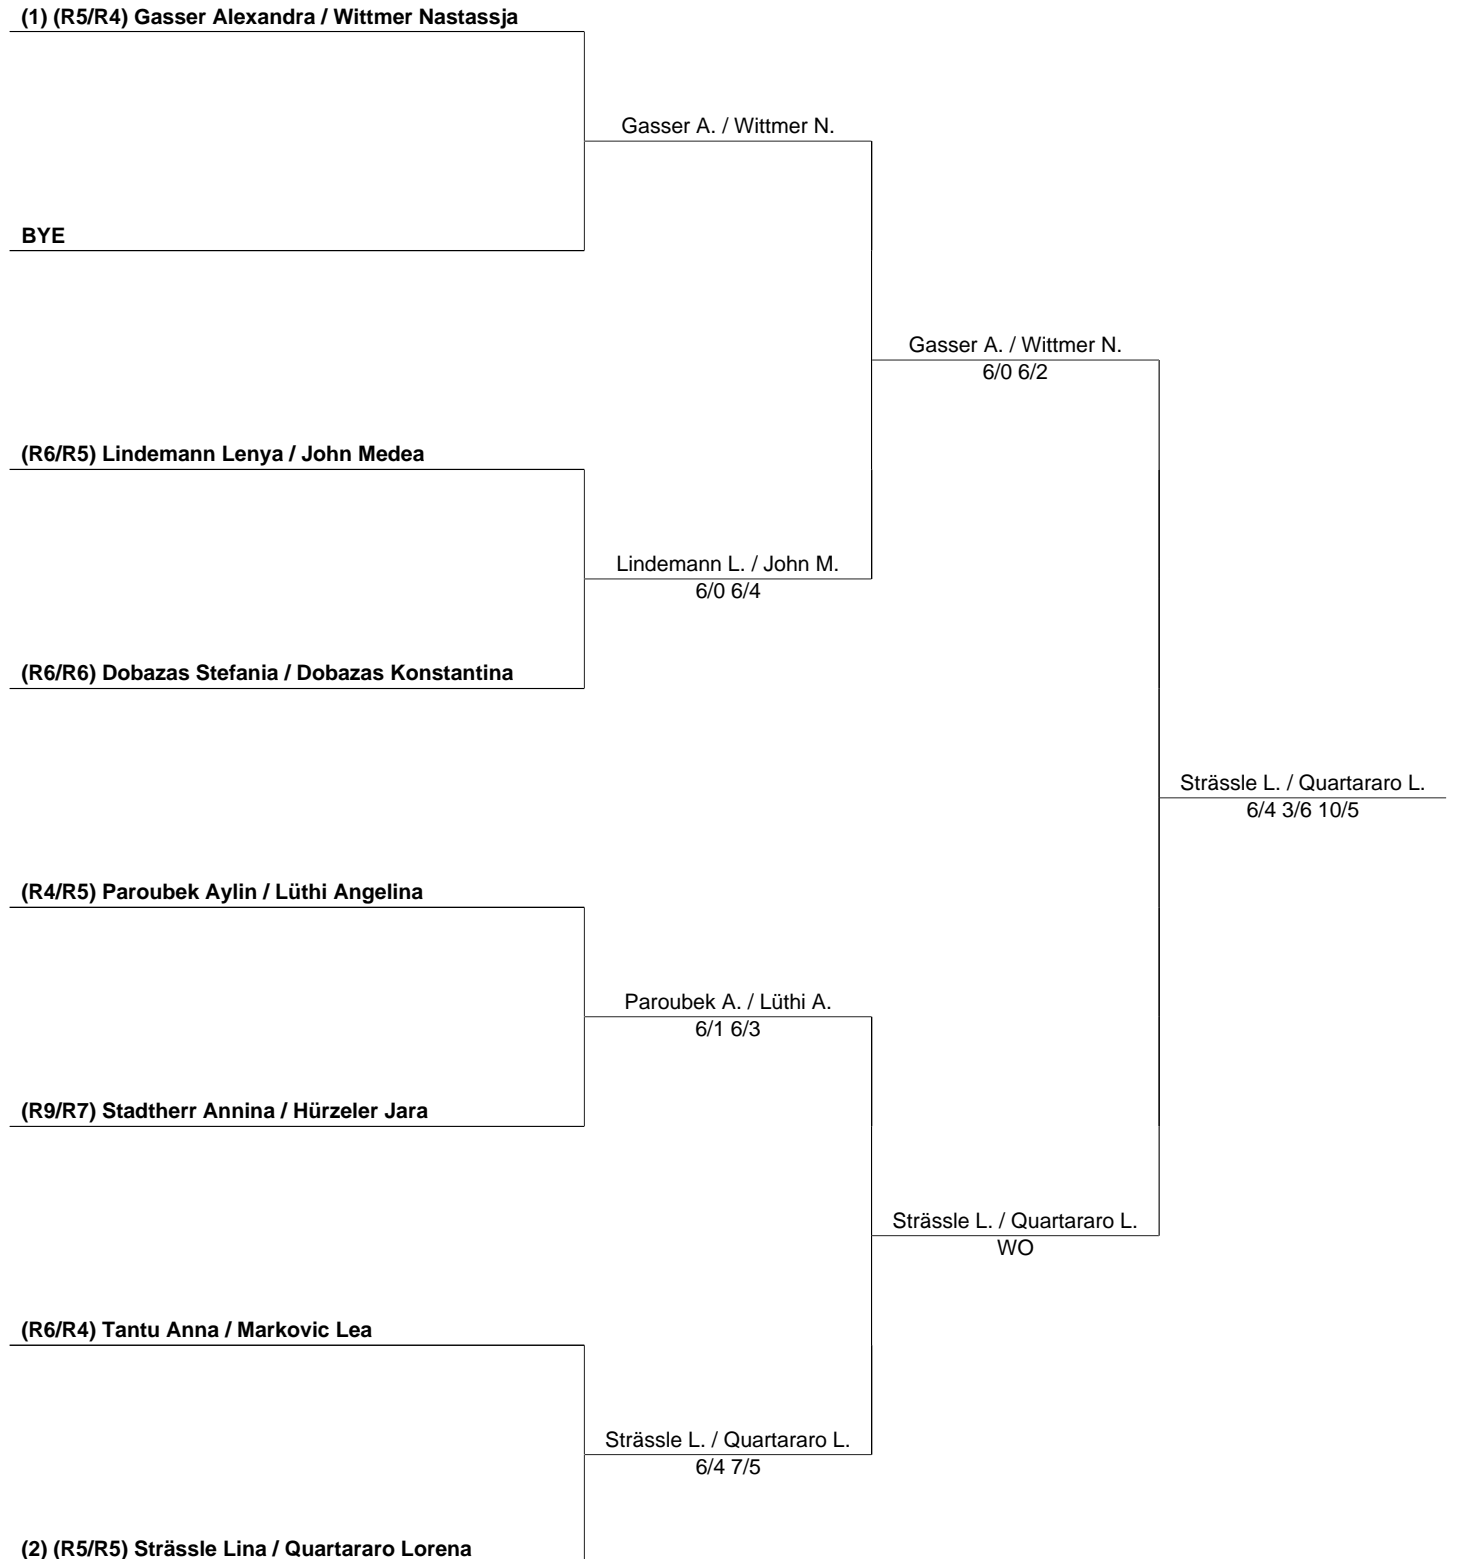 (1) (R5/R4) Gasser Alexandra / Wittmer Nastassja
Gasser A. / Wittmer N.
BYE
Gasser A. / Wittmer N.
6/0 6/2
(R6/R5) Lindemann Lenya / John Medea
Lindemann L. / John M.
6/0 6/4
(R6/R6) Dobazas Stefania / Dobazas Konstantina
Strässle L. / Quartararo L.
6/4 3/6 10/5
(R4/R5) Paroubek Aylin / Lüthi Angelina
Paroubek A. / Lüthi A.
6/1 6/3
(R9/R7) Stadtherr Annina / Hürzeler Jara
Strässle L. / Quartararo L.
WO
(R6/R4) Tantu Anna / Markovic Lea
Strässle L. / Quartararo L.
6/4 7/5
(2) (R5/R5) Strässle Lina / Quartararo Lorena